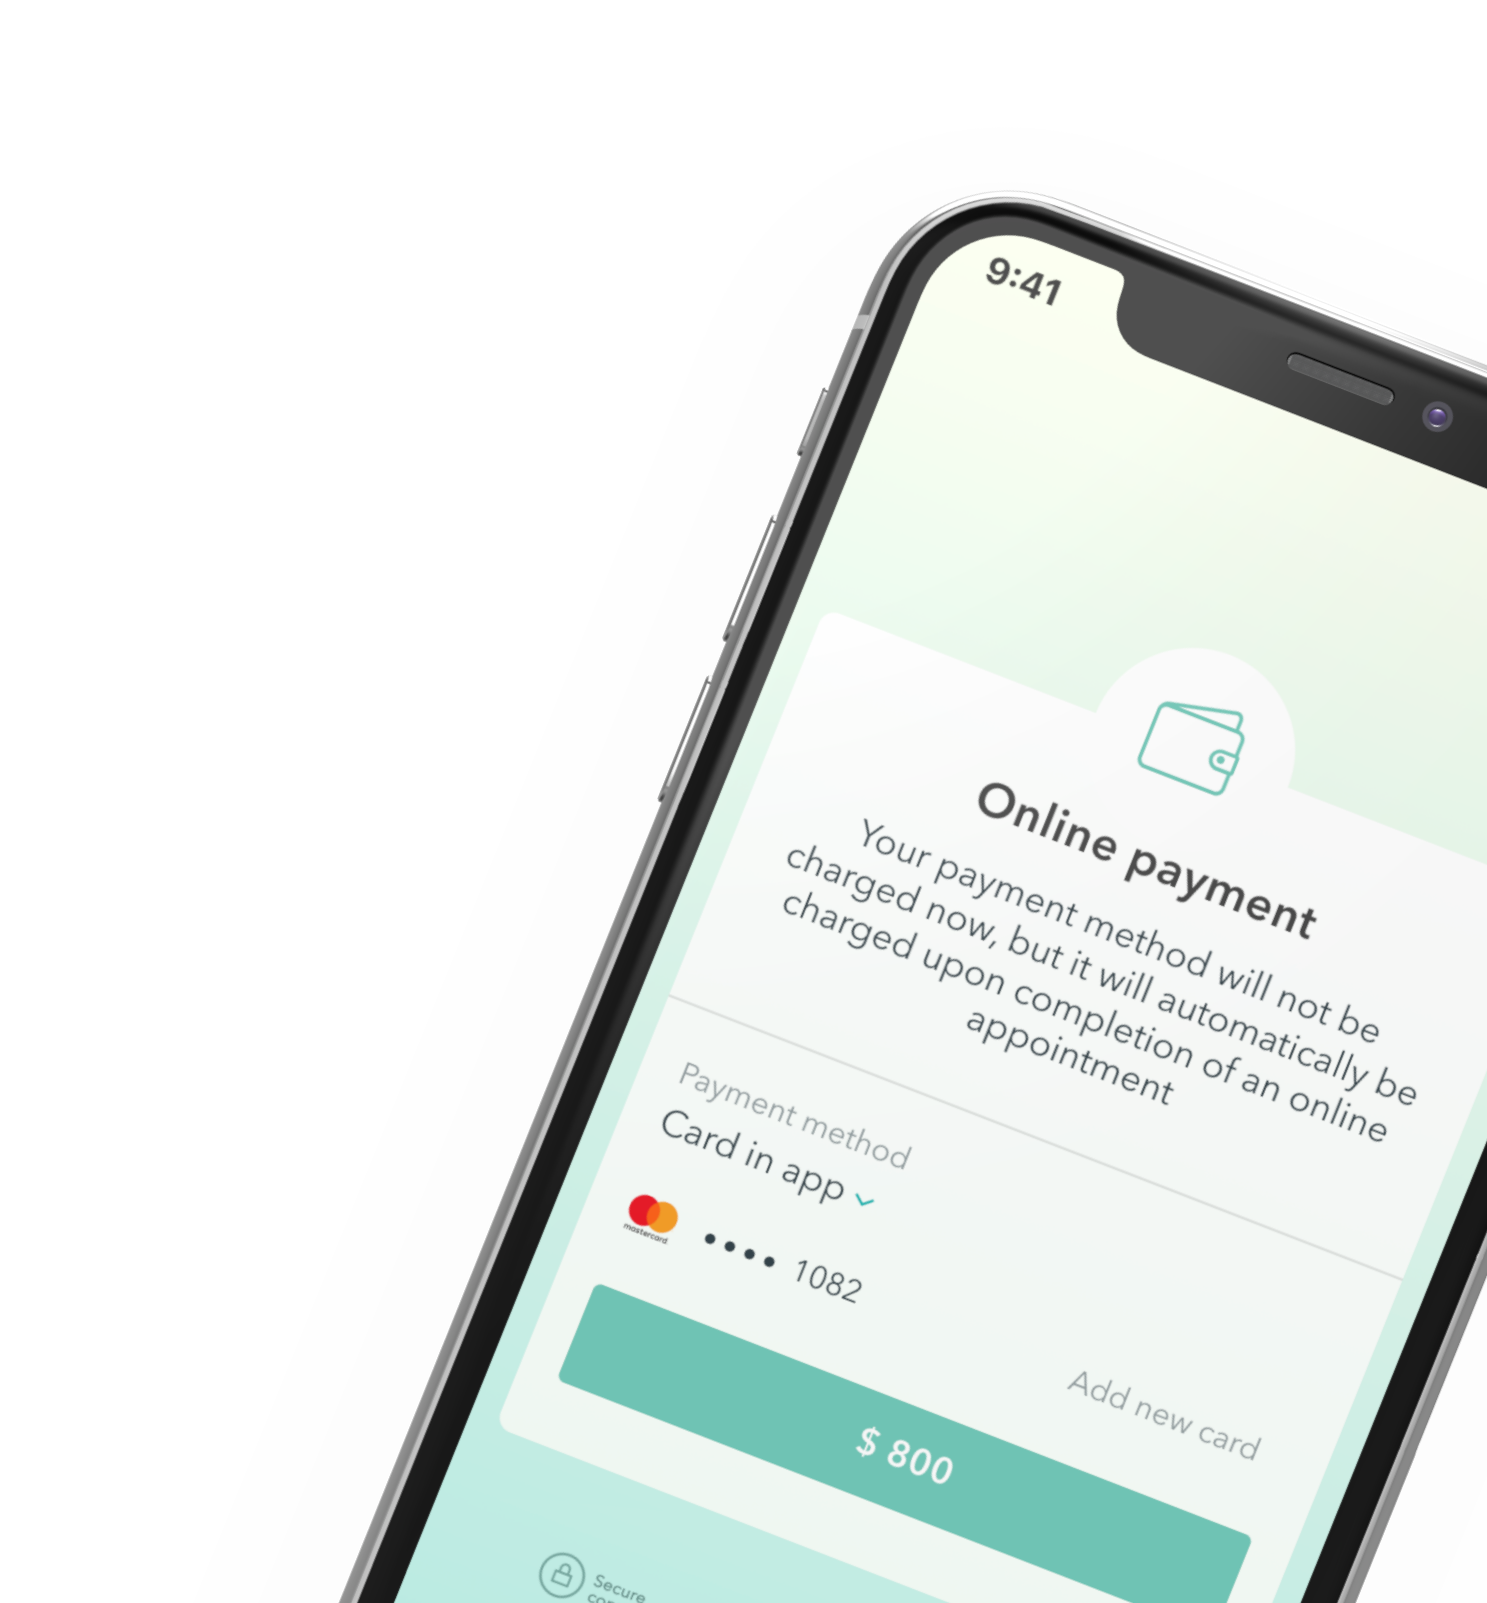 9:41
Online payment
Your payment method will not be
charged now, but it will automatically be
charged upon completion of an online
appointment
Payment method
Card in app
mastercard
•••• 1082
Add new card
$ 800
Secure